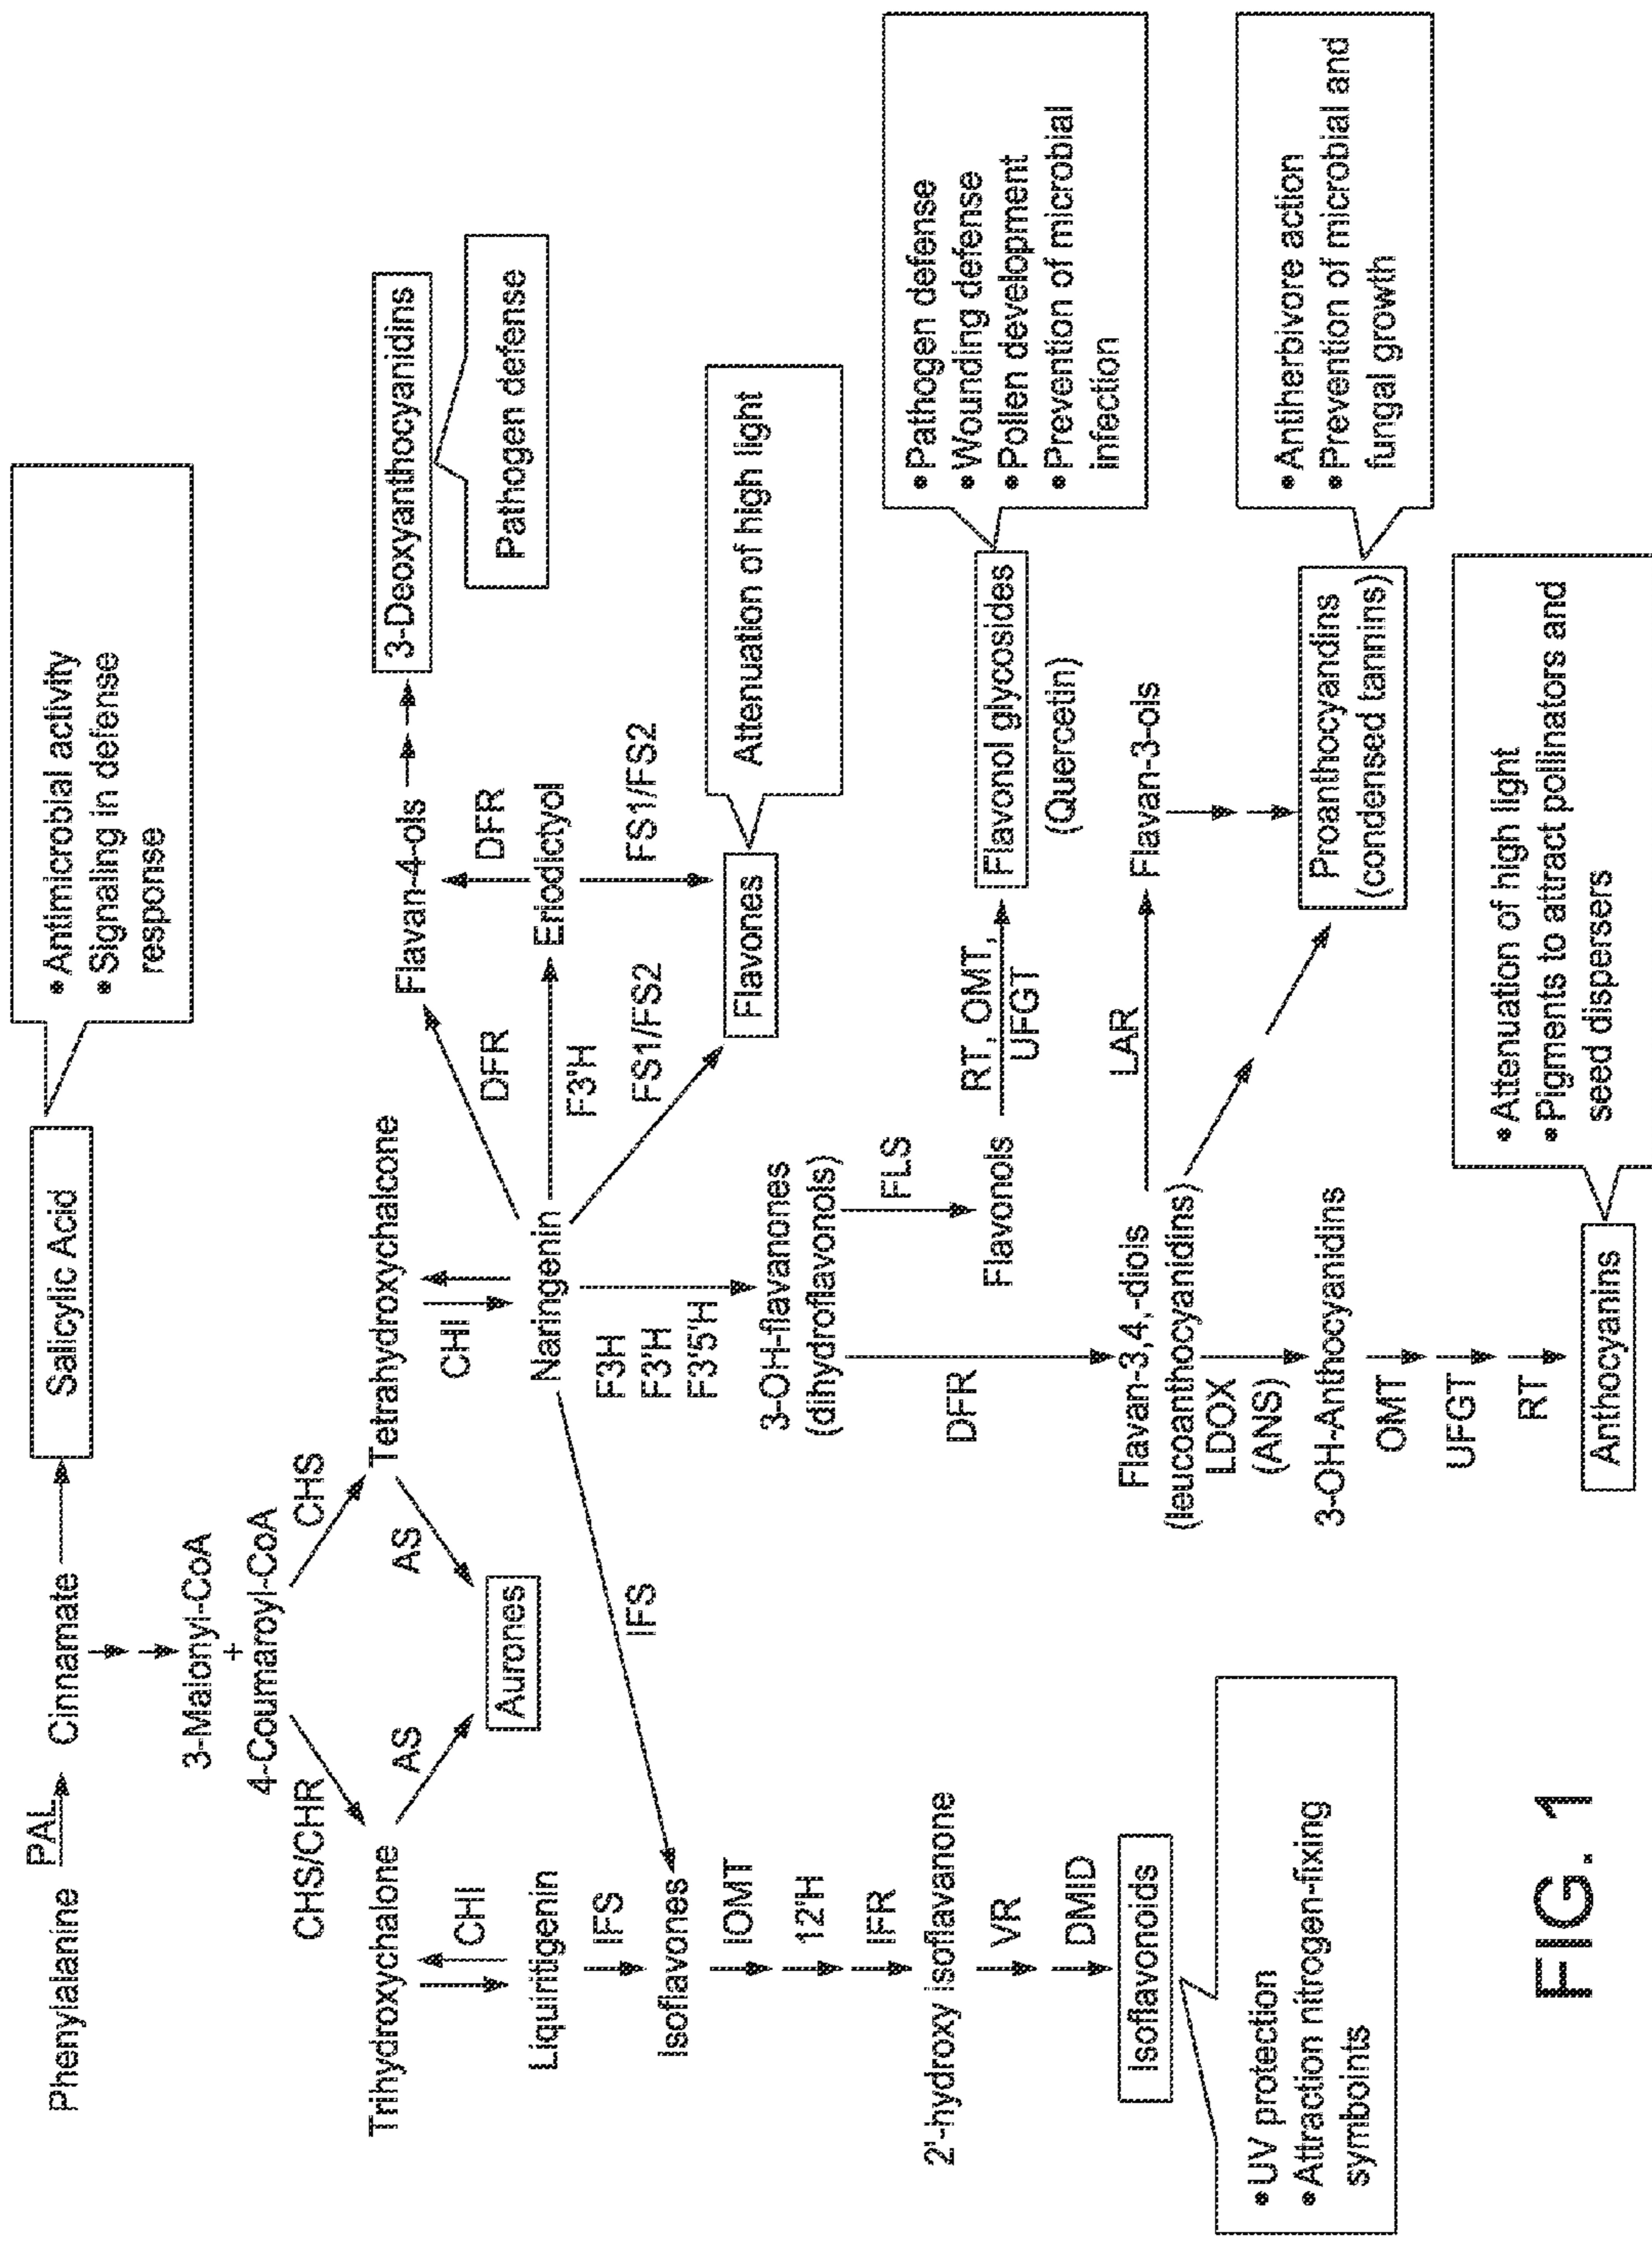 Phenylalanine
PAL
Cinnamate
Salicylic Acid
• Antimicrobial activity
• Signaling in defense
response
3-Malonyl-CoA
+
4-Coumaroyl-CoA
CHS/CHR
CHS
Trihydroxychalone
AS
AS
Tetrahydroxychalcone
Aurones
CHI
CHI
Liquiritigenin
Naringenin
DFR
Flavan-4-ols
3-Deoxyanthocyanidins
Pathogen defense
DFR
F3'H
Eriodictyol
FS1/FS2
FS1/FS2
Flavones
Attenuation of high light
IFS
IFS
Isoflavones
IOMT
12'H
IFR
2'-hydroxy isoflavanone
VR
DMID
Isoflavonoids
• UV protection
• Attraction nitrogen-fixing
symboints
F3H
F3'H
F3'5'H
3-OH-flavanones
(dihydroflavonols)
FLS
Flavonols
RT, OMT,
UFGT
Flavonol glycosides
(Quercetin)
• Pathogen defense
• Wounding defense
• Pollen development
• Prevention of microbial
infection
DFR
Flavan-3,4,-diols
(leucoanthocyanidins)
LAR
Flavan-3-ols
Proanthocyandins
(condensed tannins)
• Antiherbivore action
• Prevention of microbial and
fungal growth
LDOX
(ANS)
3-OH-Anthocyanidins
OMT
UFGT
RT
Anthocyanins
• Attenuation of high light
• Pigments to attract pollinators and
seed dispersers
FIG. 1